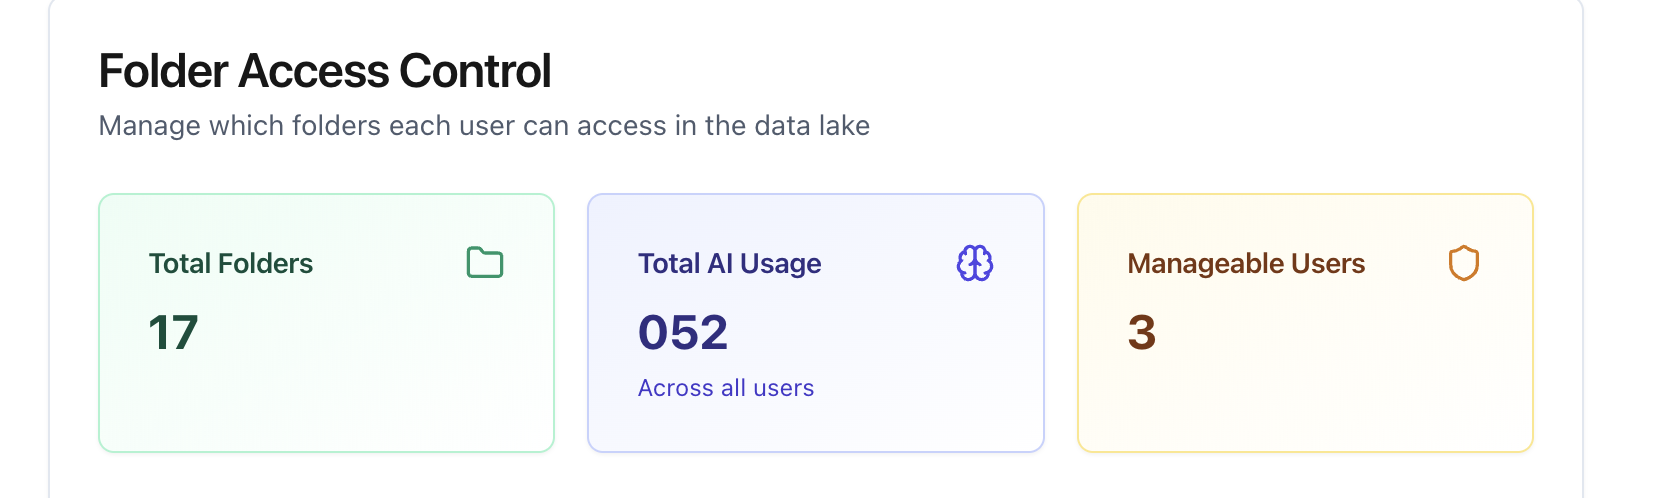 Folder Access Control
Manage which folders each user can access in the data lake
Total Folders
17
Total AI Usage
052
Across all users
Manageable Users
3